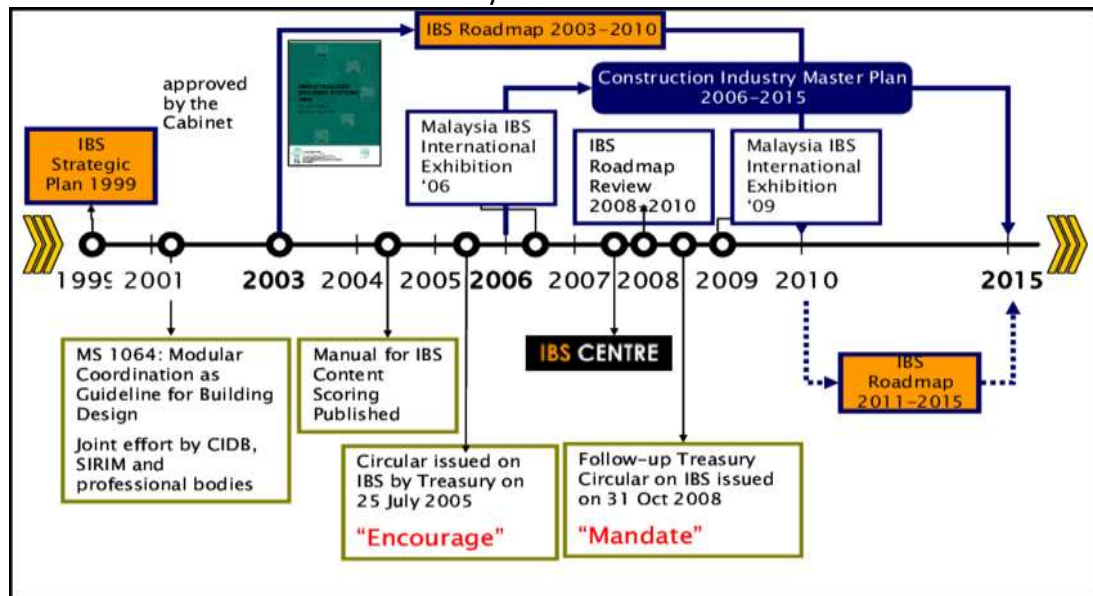 IBS Roadmap 2003-2010
approved
by the
Cabinet
Construction Industry Master Plan
2006-2015
IBS
Strategic
Plan 1999
Malaysia IBS
International
Exhibition
‘06
IBS
Roadmap
Review
2008-2010
Malaysia IBS
International
Exhibition
‘09
1999 2001 2003 2004 2005 2006 2007 2008 2009 2010 2015
MS 1064: Modular
Coordination as
Guideline for Building
Design
Joint effort by CIDB,
SIRIM and
professional bodies
Manual for IBS
Content
Scoring
Published
IBS CENTRE
IBS
Roadmap
2011-2015
Circular issued on
IBS by Treasury on
25 July 2005
“Encourage”
Follow-up Treasury
Circular on IBS issued
on 31 Oct 2008
“Mandate”